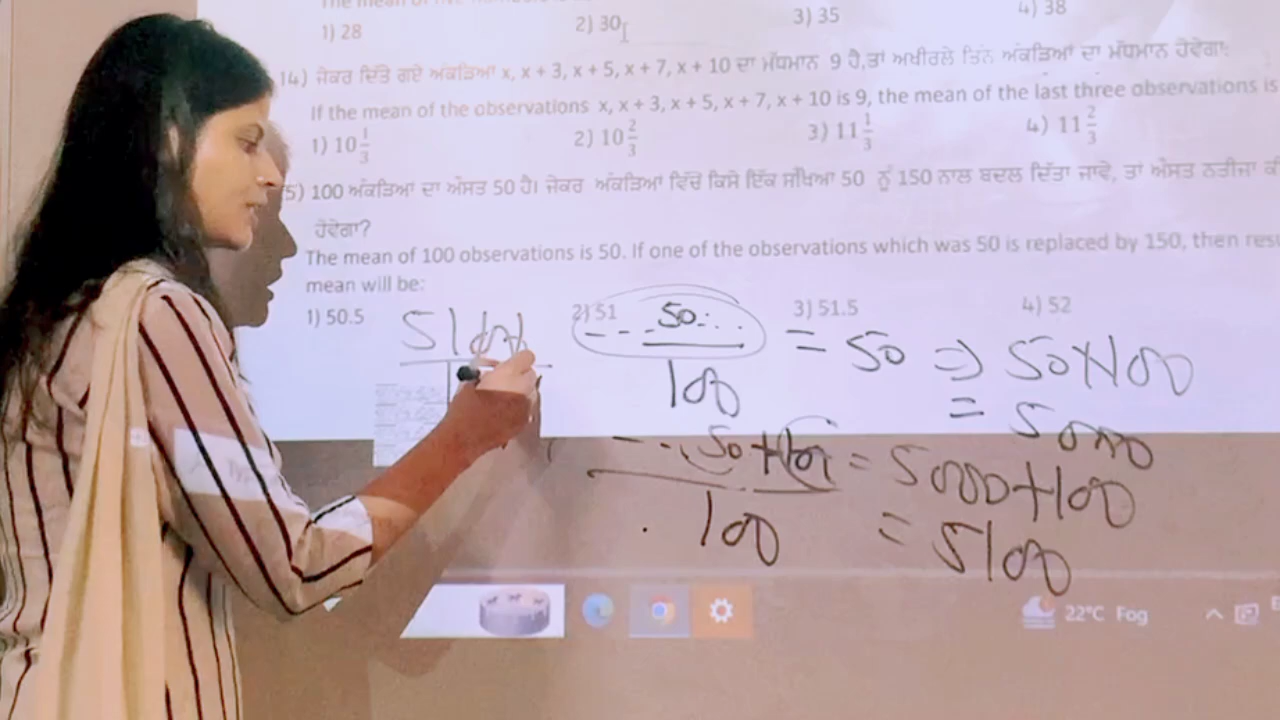 1) 28 2) 30 3) 35 4) 38
14) ਜੇਕਰ ਦਿੱਤੇ ਗਏ ਅੰਕੜਿਆਂ x, x + 3, x + 5, x + 7, x + 10 ਦਾ ਮੱਧਮਾਨ 9 ਹੈ,ਤਾਂ ਅਖੀਰਲੇ ਤਿੰਨ ਅੰਕੜਿਆਂ ਦਾ ਮੱਧਮਾਨ ਹੋਵੇਗਾ:
If the mean of the observations x, x + 3, x + 5, x + 7, x + 10 is 9, the mean of the last three observations is
1) 10 1/3 2) 10 2/3 3) 11 1/3 4) 11 2/3
5) 100 ਅੰਕੜਿਆਂ ਦਾ ਔਸਤ 50 ਹੈ। ਜੇਕਰ ਅੰਕੜਿਆਂ ਵਿੱਚੋਂ ਕਿਸੇ ਇੱਕ ਸੰਖਿਆ 50 ਨੂੰ 150 ਨਾਲ ਬਦਲ ਦਿੱਤਾ ਜਾਵੇ, ਤਾਂ ਔਸਤ ਨਤੀਜਾ
ਹੋਵੇਗਾ?
The mean of 100 observations is 50. If one of the observations which was 50 is replaced by 150, then
mean will be:
1) 50.5 2) 51 3) 51.5 4) 52
5100
- - - 50 . . . = 50 => 50×100
100
= 5000
- - . . 50+100 = 5000+100
100
= 5100
22°C Fog